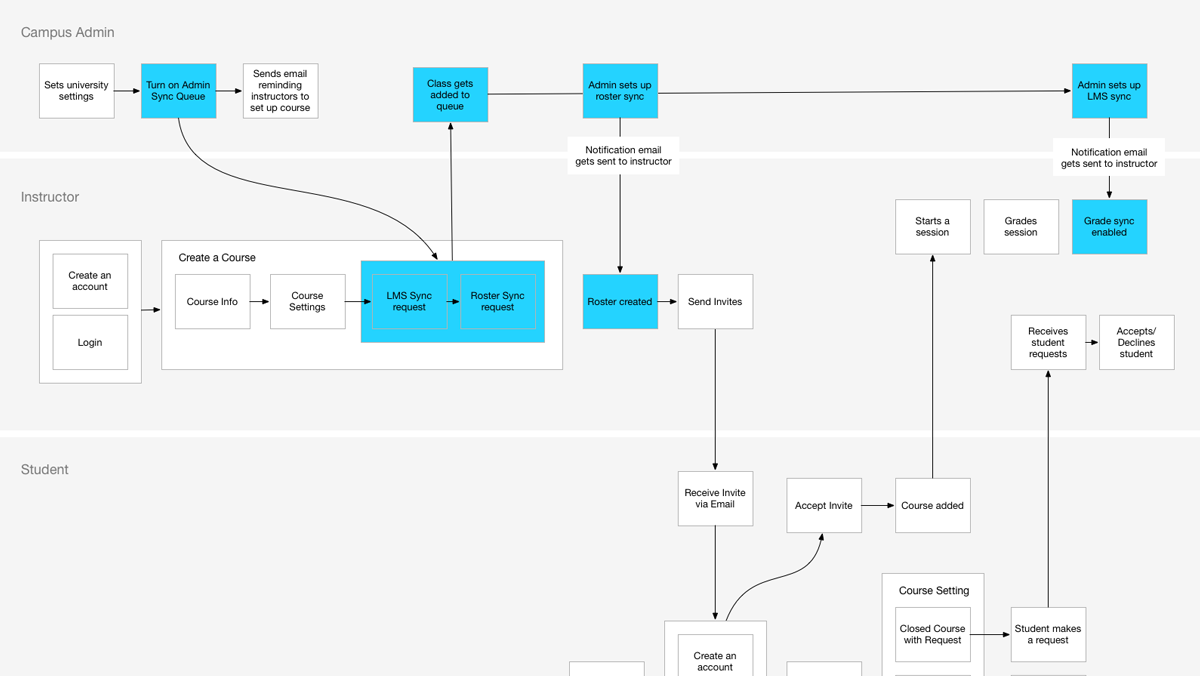 Campus Admin
Sets university
settings
Turn on Admin
Sync Queue
Sends email
reminding
instructors to
set up course
Class gets
added to
queue
Admin sets up
roster sync
Admin sets up
LMS sync
Notification email
gets sent to instructor
Notification email
gets sent to instructor
Instructor
Starts a
session
Grades
session
Grade sync
enabled
Create an
account
Login
Create a Course
Course Info
Course
Settings
LMS Sync
request
Roster Sync
request
Roster created
Send Invites
Receives
student
requests
Accepts/
Declines
student
Student
Receive Invite
via Email
Accept Invite
Course added
Course Setting
Closed Course
with Request
Student makes
a request
Create an
account